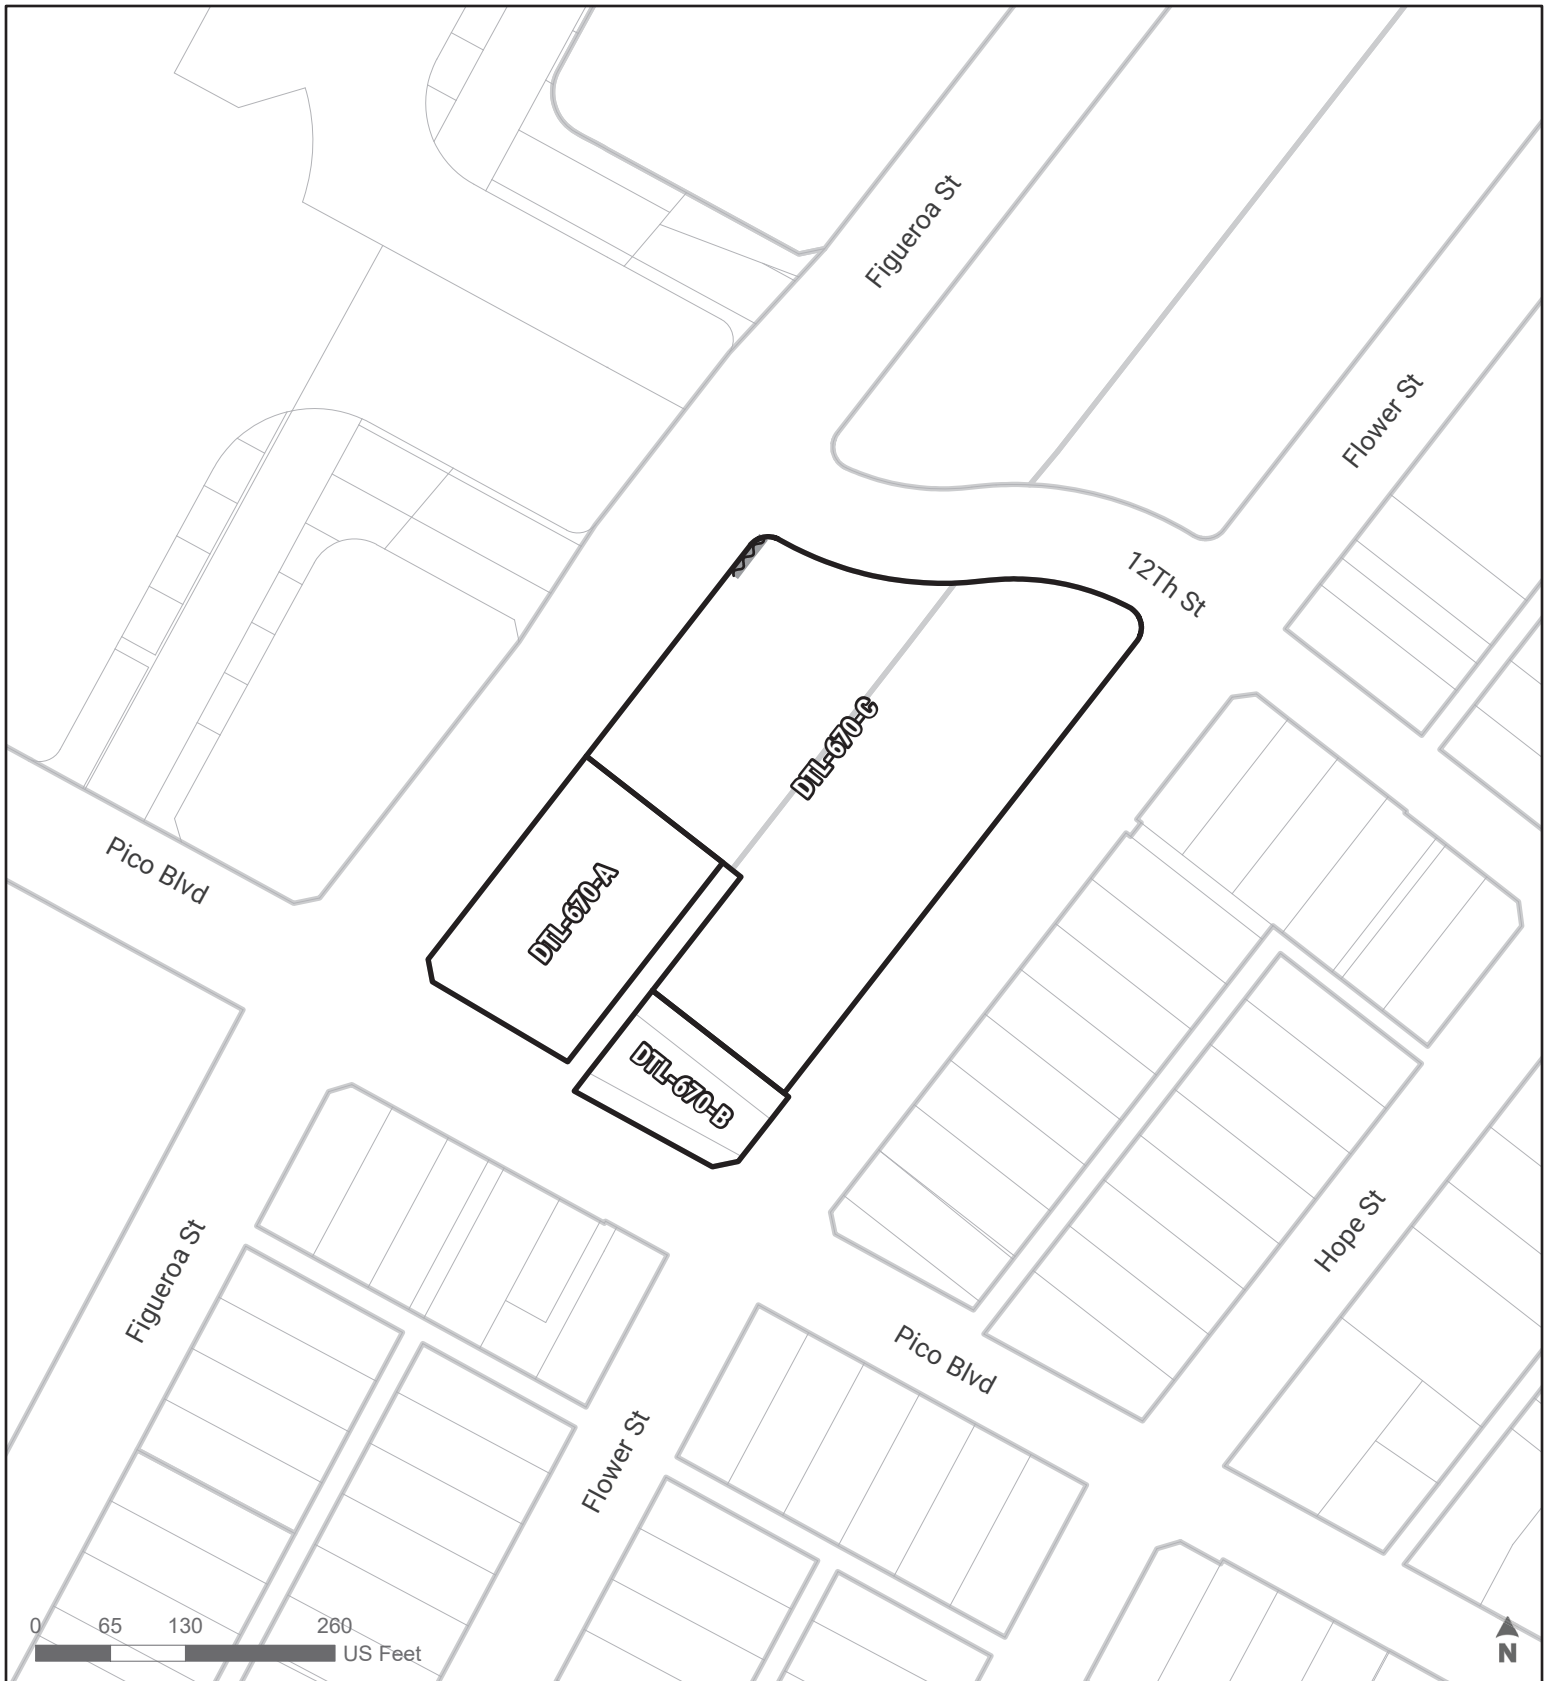 Figueroa St
Flower St
12Th St
DTL-670-C
Pico Blvd
DTL-670-A
DTL-670-B
Figueroa St
Hope St
Pico Blvd
Flower St
0 65 130 260
US Feet
N